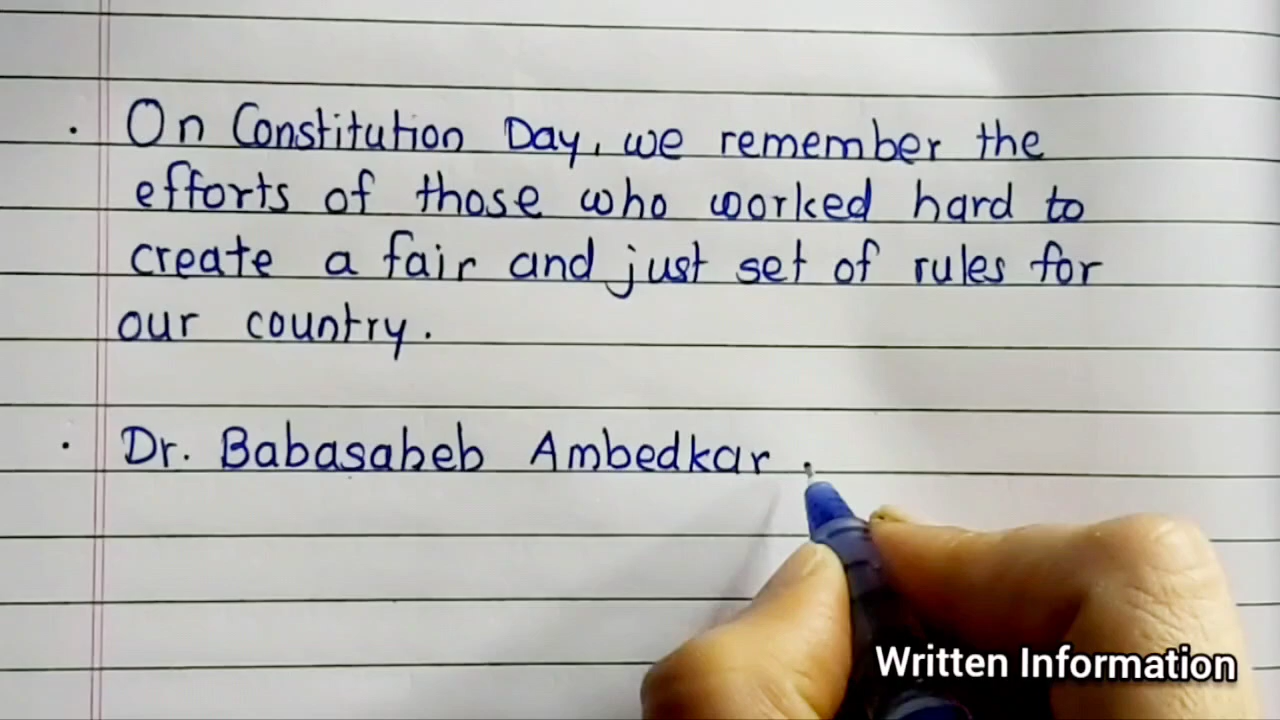 . On Constitution Day, we remember the
efforts of those who worked hard to
create a fair and just set of rules for
our country.
. Dr. Babasaheb Ambedkar
Written Information